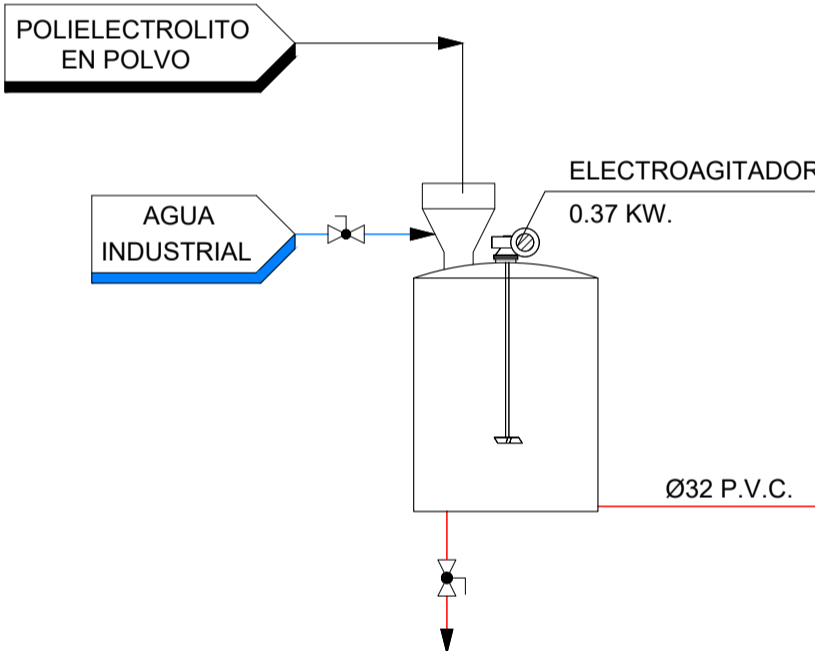 POLIELECTROLITO
EN POLVO
ELECTROAGITADOR
0.37 KW.
AGUA
INDUSTRIAL
Ø32 P.V.C.